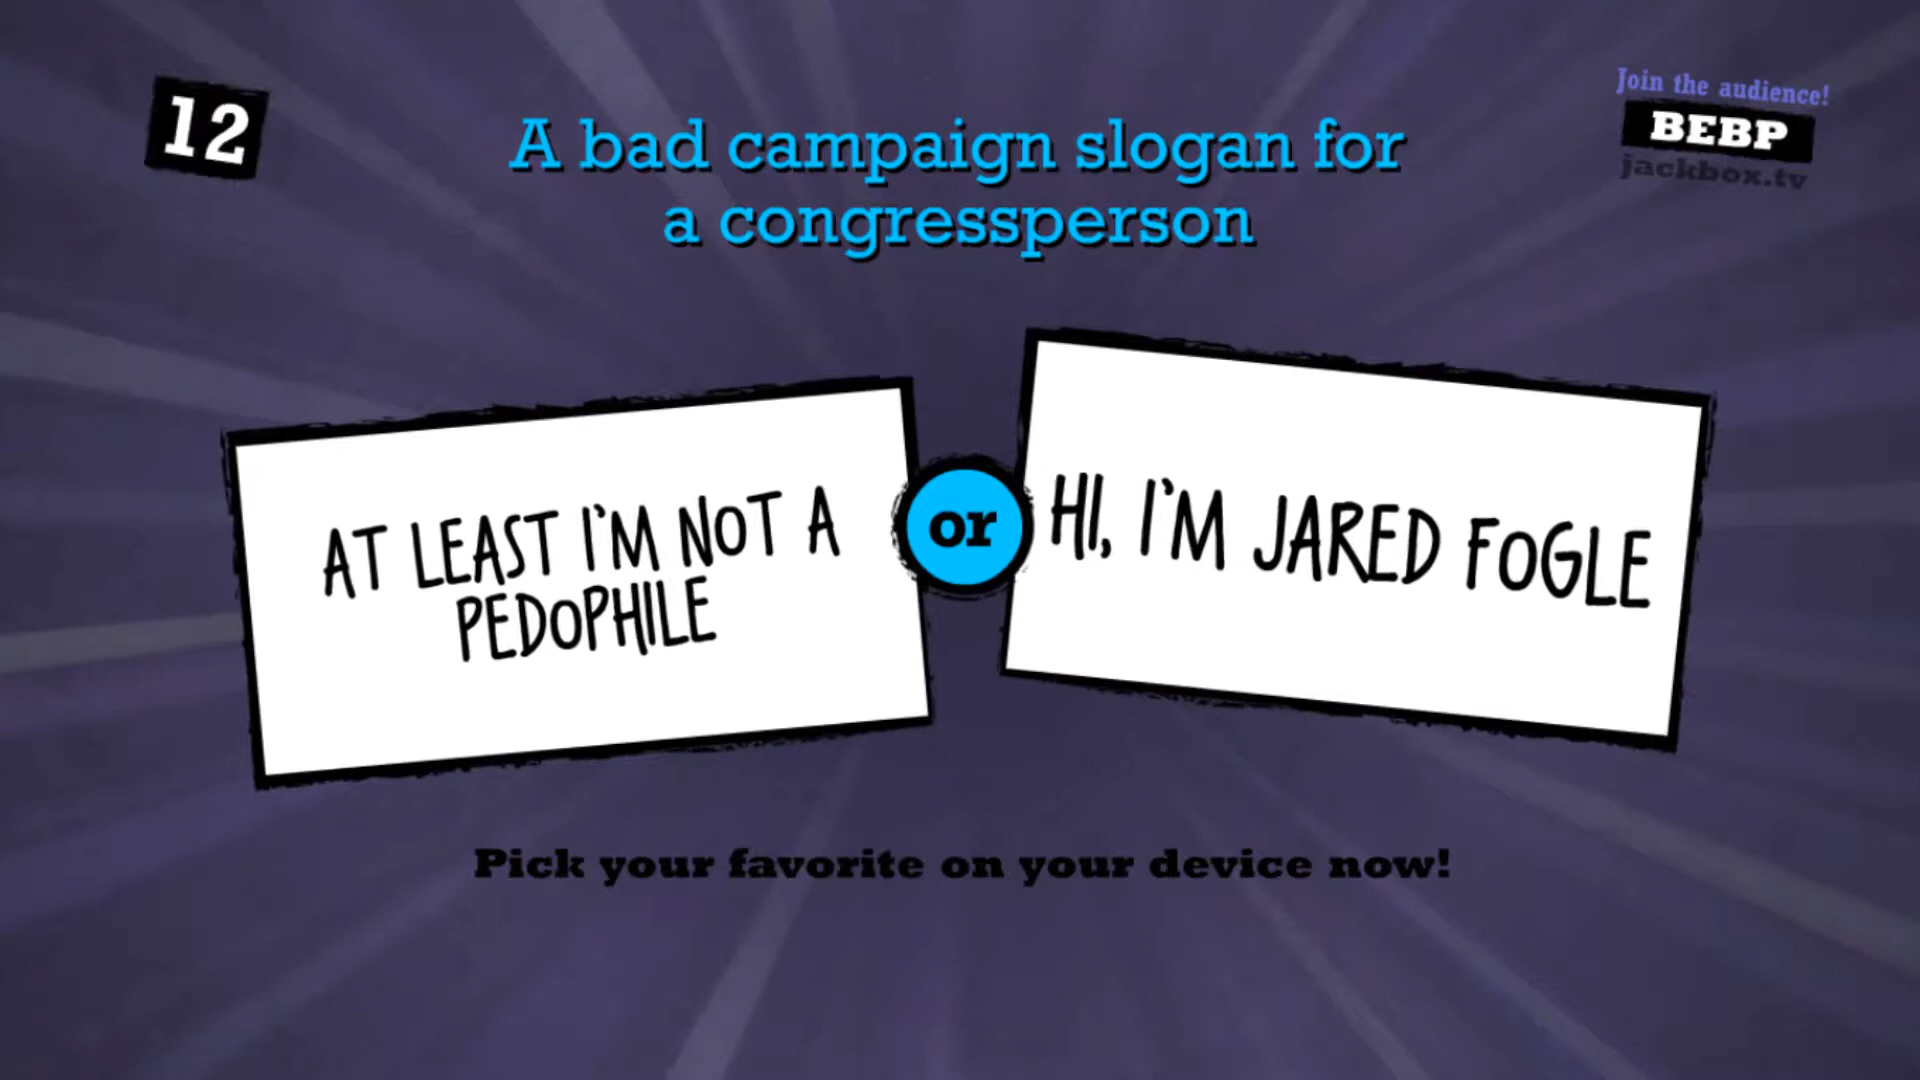 12
A bad campaign slogan for
a congressperson
Join the audience!
BEBP
jackbox.tv
AT LEAST I'M NOT A
PEDOPHILE
or
HI, I'M JARED FOGLE
Pick your favorite on your device now!